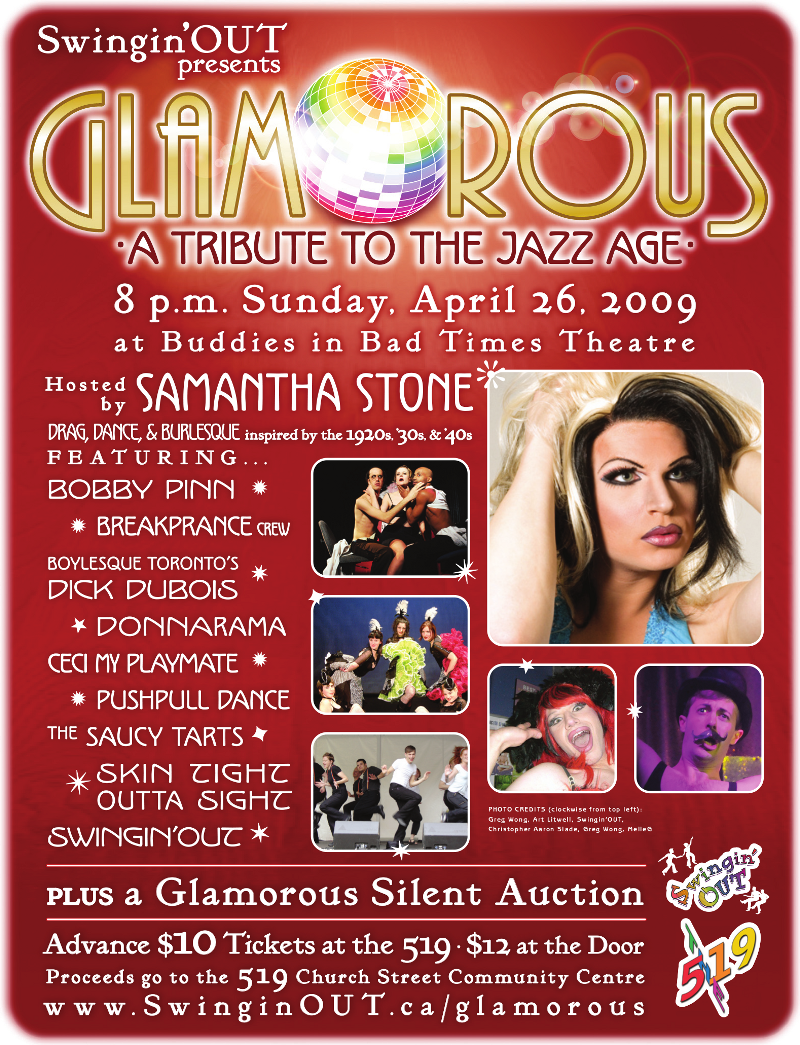 Swingin'OUT
presents
GLAMOROUS
·A TRIBUTE TO THE JAZZ AGE·
8 p.m. Sunday, April 26, 2009
at Buddies in Bad Times Theatre
Hosted by SAMANTHA STONE
DRAG, DANCE, & BURLESQUE inspired by the 1920s, '30s, & '40s
FEATURING...
BOBBY PINN
BREAKPRANCE CREW
BOYLESQUE TORONTO'S
DICK DUBOIS
DONNARAMA
CECI MY PLAYMATE
PUSHPULL DANCE
THE SAUCY TARTS
SKIN TIGHT
OUTTA SIGHT
SWINGIN'OUT
PHOTO CREDITS (clockwise from top left):
Greg Wong, Art Litwell, Swingin'OUT,
Christopher Aaron Slade, Greg Wong, MelleG
PLUS a Glamorous Silent Auction
Swingin'
OUT
Advance $10 Tickets at the 519 · $12 at the Door
519
Proceeds go to the 519 Church Street Community Centre
www.SwinginOUT.ca/glamorous